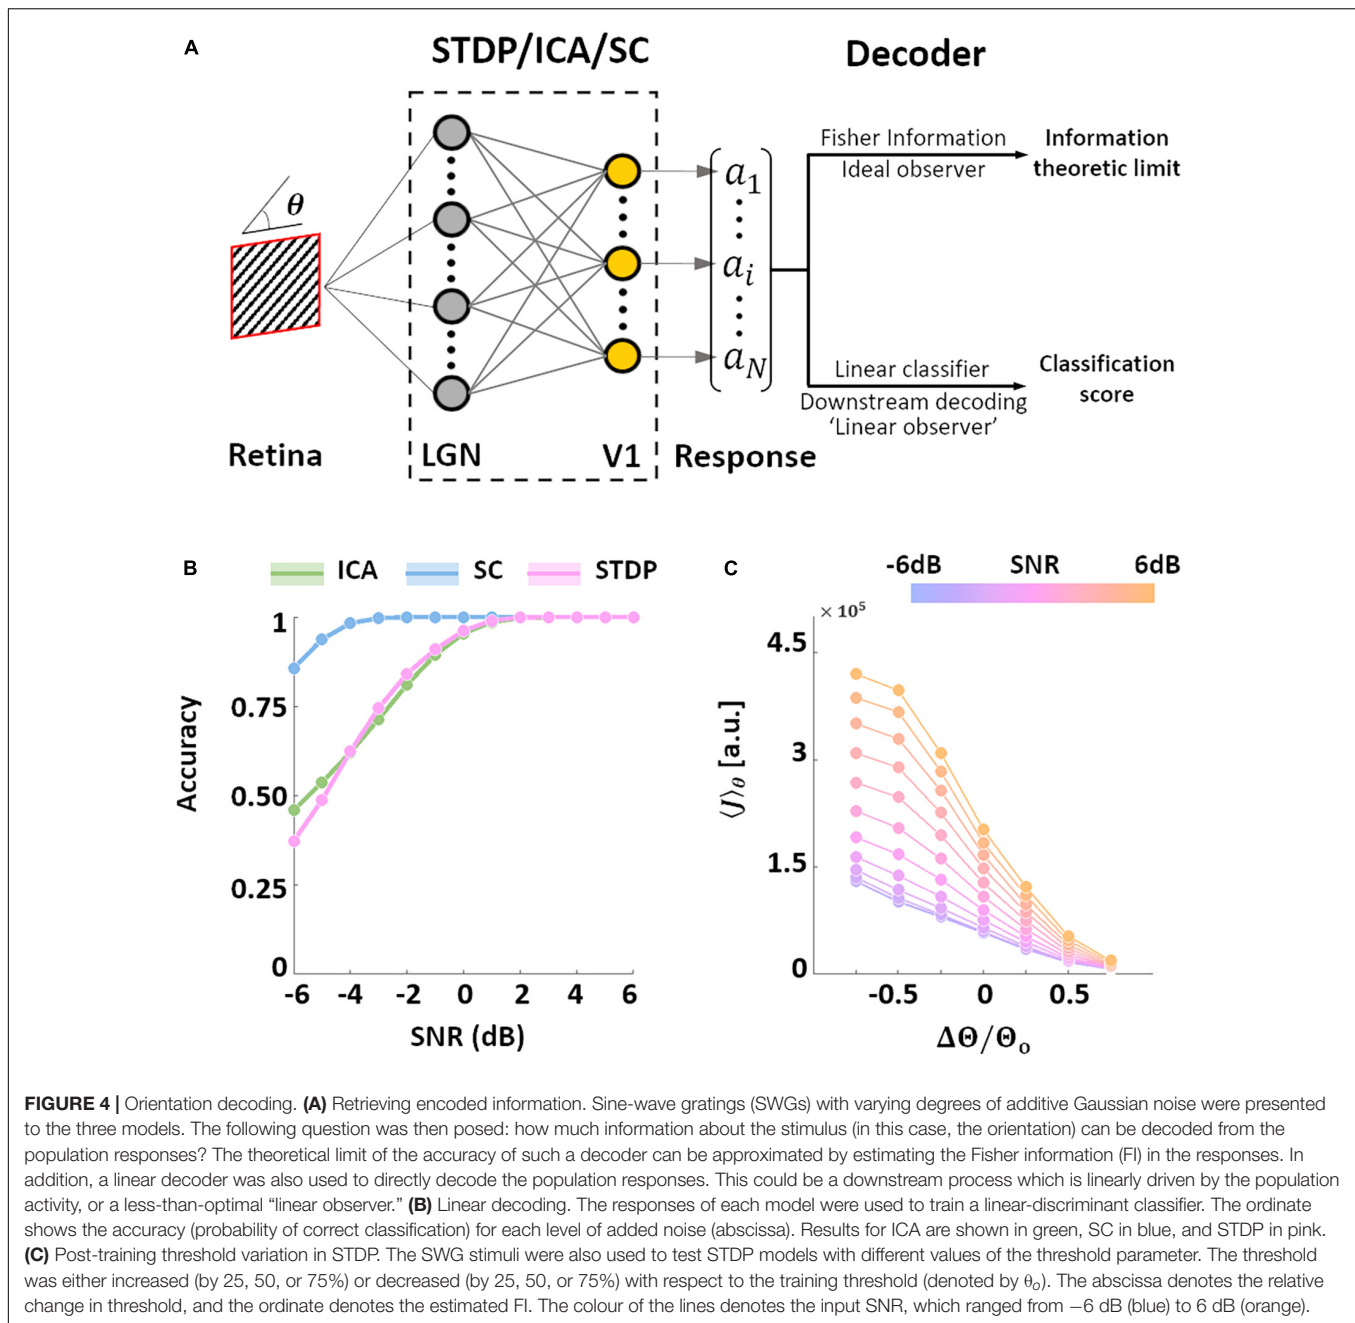 A
STDP/ICA/SC
Decoder
θ
Fisher Information
Ideal observer
Information
theoretic limit
a1
ai
aN
Linear classifier
Downstream decoding
‘Linear observer’
Classification
score
Retina
LGN
V1
Response
B
ICA
SC
STDP
1
0.75
0.50
0.25
0
Accuracy
-6
-4
-2
0
2
4
6
SNR (dB)
C
-6dB
SNR
6dB
× 10⁵
4.5
3
1.5
0
⟨J⟩θ [a.u.]
-0.5
0
0.5
ΔΘ/Θo
FIGURE 4 | Orientation decoding. (A) Retrieving encoded information. Sine-wave gratings (SWGs) with varying degrees of additive Gaussian noise were presented
to the three models. The following question was then posed: how much information about the stimulus (in this case, the orientation) can be decoded from the
population responses? The theoretical limit of the accuracy of such a decoder can be approximated by estimating the Fisher information (FI) in the responses. In
addition, a linear decoder was also used to directly decode the population responses. This could be a downstream process which is linearly driven by the population
activity, or a less-than-optimal “linear observer.” (B) Linear decoding. The responses of each model were used to train a linear-discriminant classifier. The ordinate
shows the accuracy (probability of correct classification) for each level of added noise (abscissa). Results for ICA are shown in green, SC in blue, and STDP in pink.
(C) Post-training threshold variation in STDP. The SWG stimuli were also used to test STDP models with different values of the threshold parameter. The threshold
was either increased (by 25, 50, or 75%) or decreased (by 25, 50, or 75%) with respect to the training threshold (denoted by θo). The abscissa denotes the relative
change in threshold, and the ordinate denotes the estimated FI. The colour of the lines denotes the input SNR, which ranged from −6 dB (blue) to 6 dB (orange).